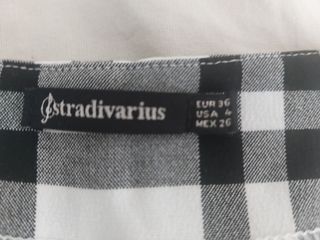 stradivarius
EUR 36
USA 4
MEX 26